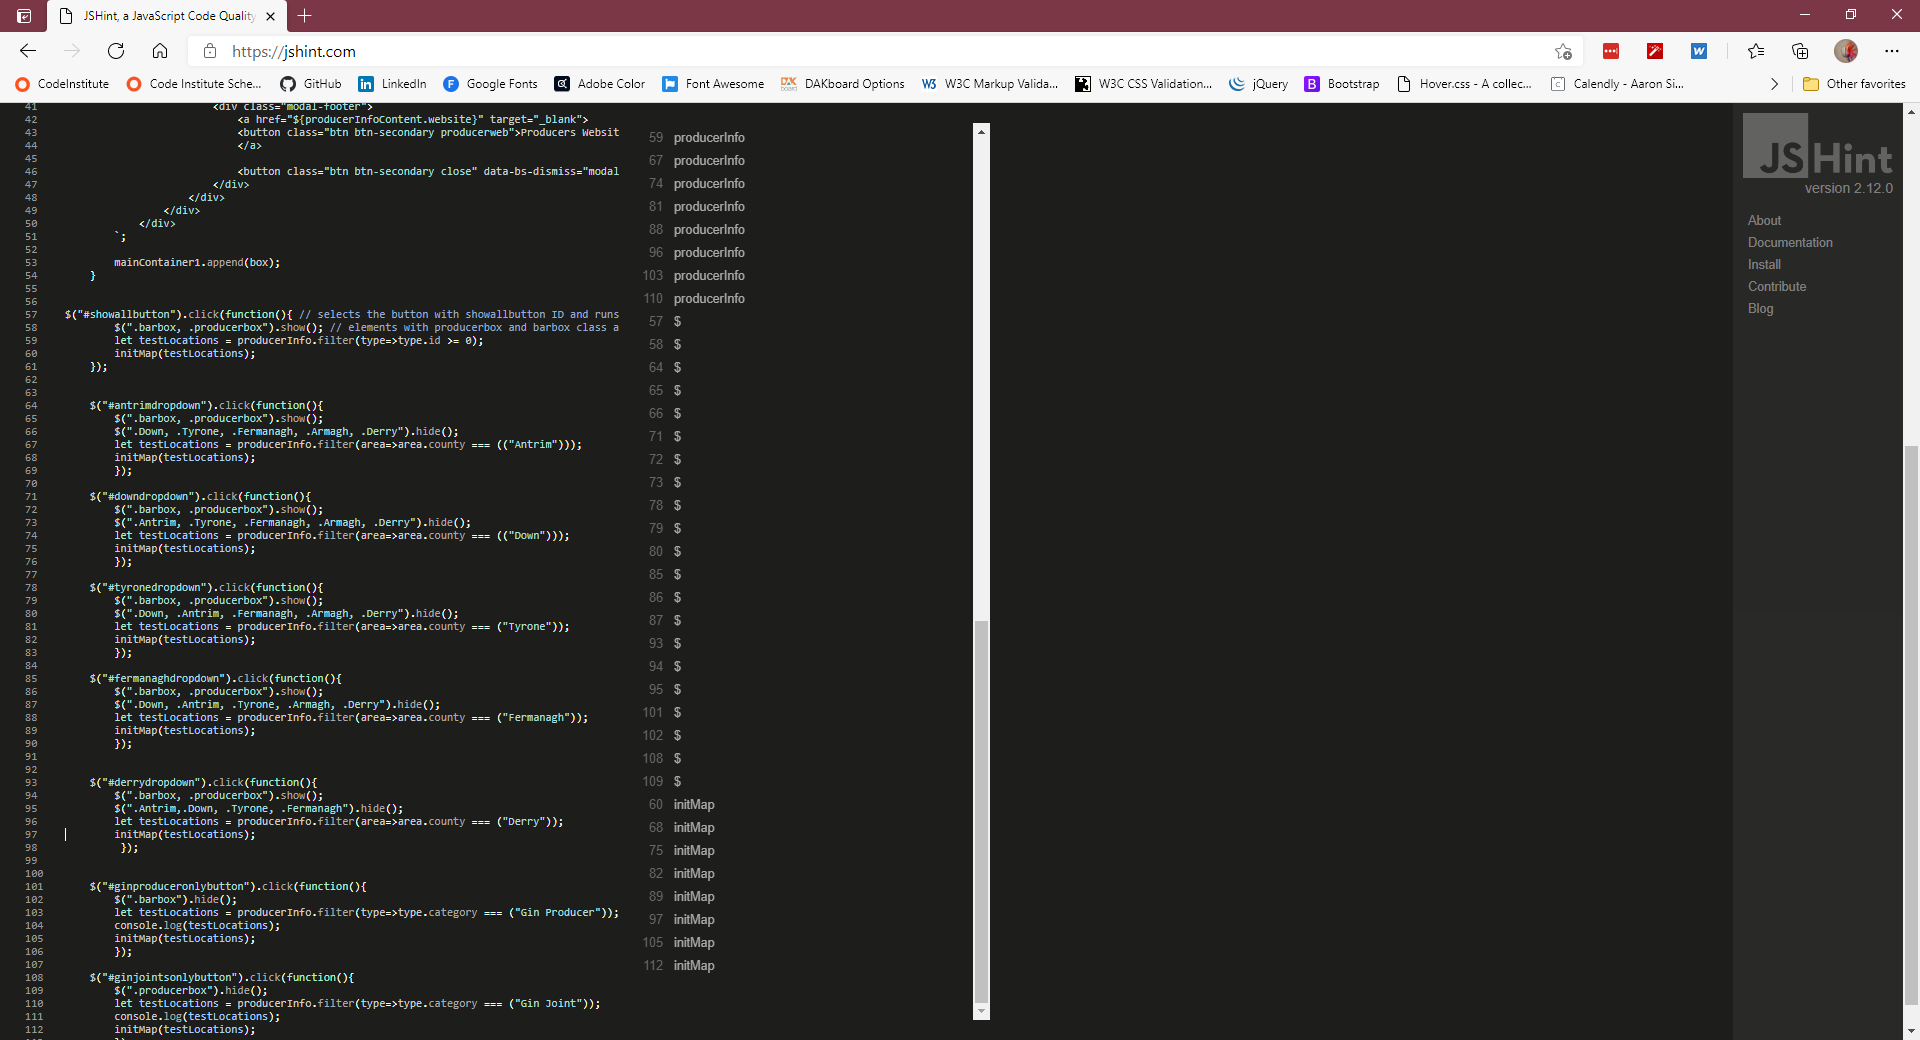 JSHint, a JavaScript Code Quality
https://jshint.com
CodeInstitute
Code Institute Sche...
GitHub
LinkedIn
Google Fonts
Adobe Color
Font Awesome
DAKboard Options
W3C Markup Valida...
W3C CSS Validation...
jQuery
Bootstrap
Hover.css - A collec...
Calendly - Aaron Si...
Other favorites
41 <div class="modal-footer">
42 <a href="${producerInfoContent.website}" target="_blank">
43 <button class="btn btn-secondary producerweb">Producers Websit
44 </a>
45
46 <button class="btn btn-secondary close" data-bs-dismiss="modal
47 </div>
48 </div>
49 </div>
50 </div>
51 `;
52
53 mainContainer1.append(box);
54 }
55
56
57 $("#showallbutton").click(function(){ // selects the button with showallbutton ID and runs
58 $(".barbox, .producerbox").show(); // elements with producerbox and barbox class a
59 let testLocations = producerInfo.filter(type=>type.id >= 0);
60 initMap(testLocations);
61 });
62
63
64 $("#antrimdropdown").click(function(){
65 $(".barbox, .producerbox").show();
66 $(".Down, .Tyrone, .Fermanagh, .Armagh, .Derry").hide();
67 let testLocations = producerInfo.filter(area=>area.county === (("Antrim")));
68 initMap(testLocations);
69 });
70
71 $("#downdropdown").click(function(){
72 $(".barbox, .producerbox").show();
73 $(".Antrim, .Tyrone, .Fermanagh, .Armagh, .Derry").hide();
74 let testLocations = producerInfo.filter(area=>area.county === (("Down")));
75 initMap(testLocations);
76 });
77
78 $("#tyronedropdown").click(function(){
79 $(".barbox, .producerbox").show();
80 $(".Down, .Antrim, .Fermanagh, .Armagh, .Derry").hide();
81 let testLocations = producerInfo.filter(area=>area.county === ("Tyrone"));
82 initMap(testLocations);
83 });
84
85 $("#fermanaghdropdown").click(function(){
86 $(".barbox, .producerbox").show();
87 $(".Down, .Antrim, .Tyrone, .Armagh, .Derry").hide();
88 let testLocations = producerInfo.filter(area=>area.county === ("Fermanagh"));
89 initMap(testLocations);
90 });
91
92
93 $("#derrydropdown").click(function(){
94 $(".barbox, .producerbox").show();
95 $(".Antrim,.Down, .Tyrone, .Fermanagh").hide();
96 let testLocations = producerInfo.filter(area=>area.county === ("Derry"));
97 initMap(testLocations);
98 });
99
100
101 $("#ginproduceronlybutton").click(function(){
102 $(".barbox").hide();
103 let testLocations = producerInfo.filter(type=>type.category === ("Gin Producer"));
104 console.log(testLocations);
105 initMap(testLocations);
106 });
107
108 $("#ginjointsonlybutton").click(function(){
109 $(".producerbox").hide();
110 let testLocations = producerInfo.filter(type=>type.category === ("Gin Joint"));
111 console.log(testLocations);
112 initMap(testLocations);
59 producerInfo
67 producerInfo
74 producerInfo
81 producerInfo
88 producerInfo
96 producerInfo
103 producerInfo
110 producerInfo
57 $
58 $
64 $
65 $
66 $
71 $
72 $
73 $
78 $
79 $
80 $
85 $
86 $
87 $
93 $
94 $
95 $
101 $
102 $
108 $
109 $
60 initMap
68 initMap
75 initMap
82 initMap
89 initMap
97 initMap
105 initMap
112 initMap
JSHint
version 2.12.0
About
Documentation
Install
Contribute
Blog